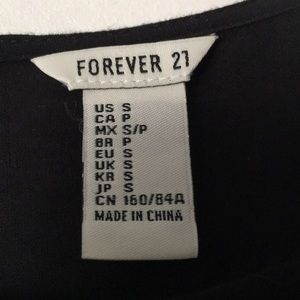 FOREVER 21
US S
CA P
MX S/P
BR P
EU S
UK S
KR S
JP S
CN 160/84A
MADE IN CHINA